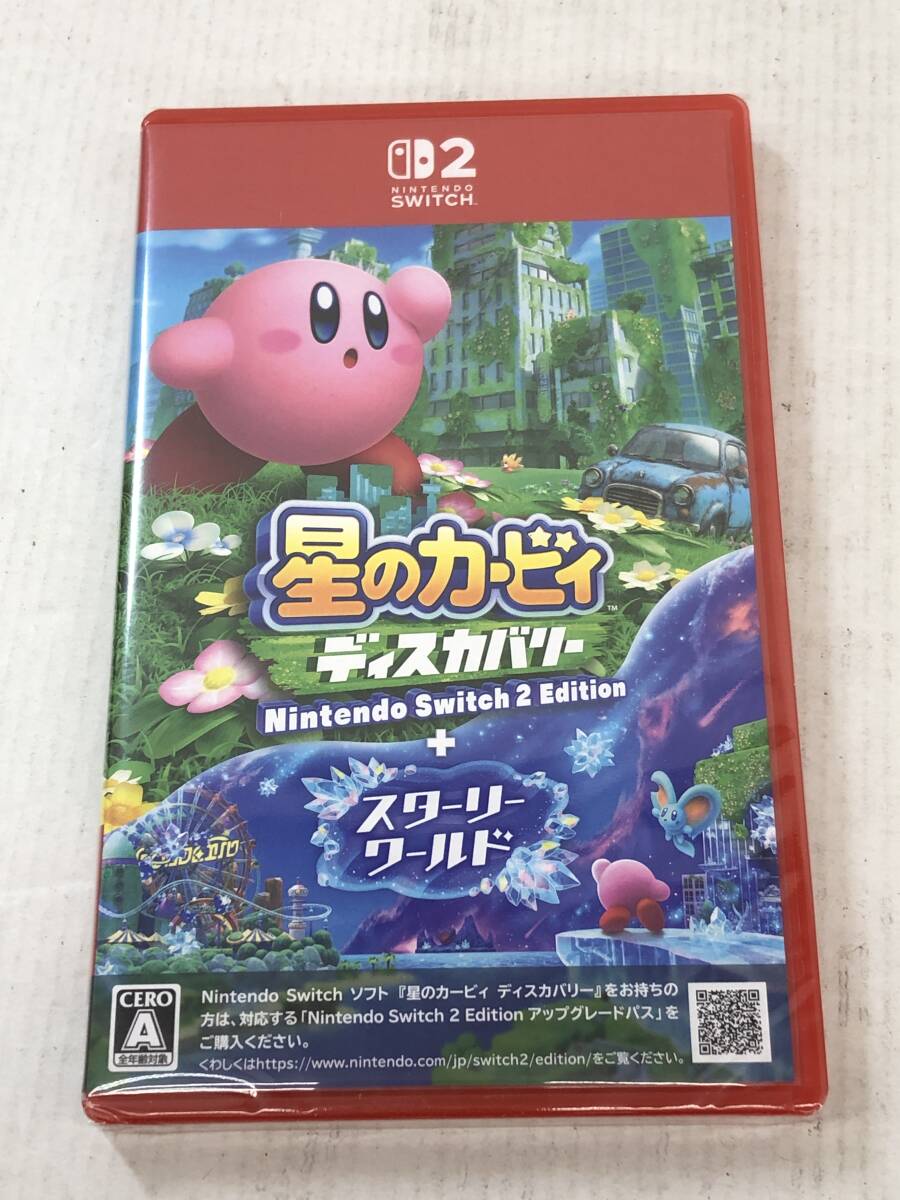 2
NINTENDO
SWITCH
星のカービィ
ディスカバリー
Nintendo Switch 2 Edition
+
スターリー
ワールド
CERO
A
全年齢対象
Nintendo Switch ソフト『星のカービィ ディスカバリー』をお持ちの
方は、対応する「Nintendo Switch 2 Edition アップグレードパス」を
ご購入ください。
くわしくはhttps://www.nintendo.com/jp/switch2/edition/をご覧ください。